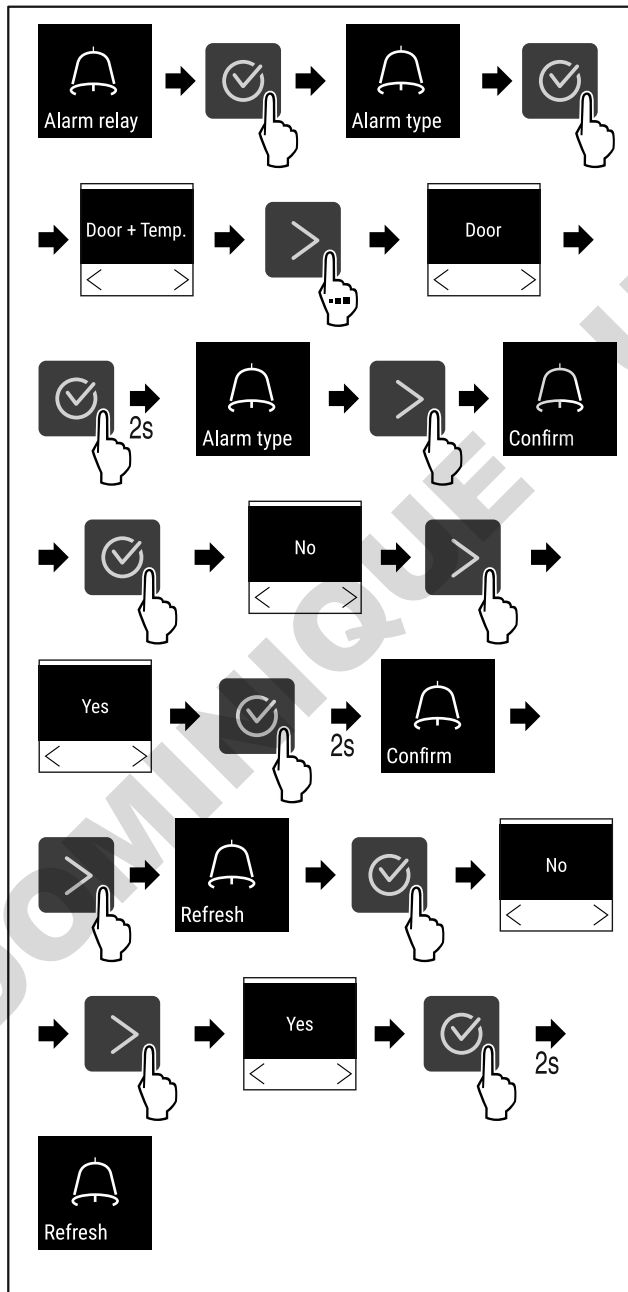 Alarm relay
Alarm type
Door + Temp.
Door
2s
Alarm type
Confirm
No
Yes
2s
Confirm
Refresh
No
Yes
2s
Refresh
DOMINIQUE